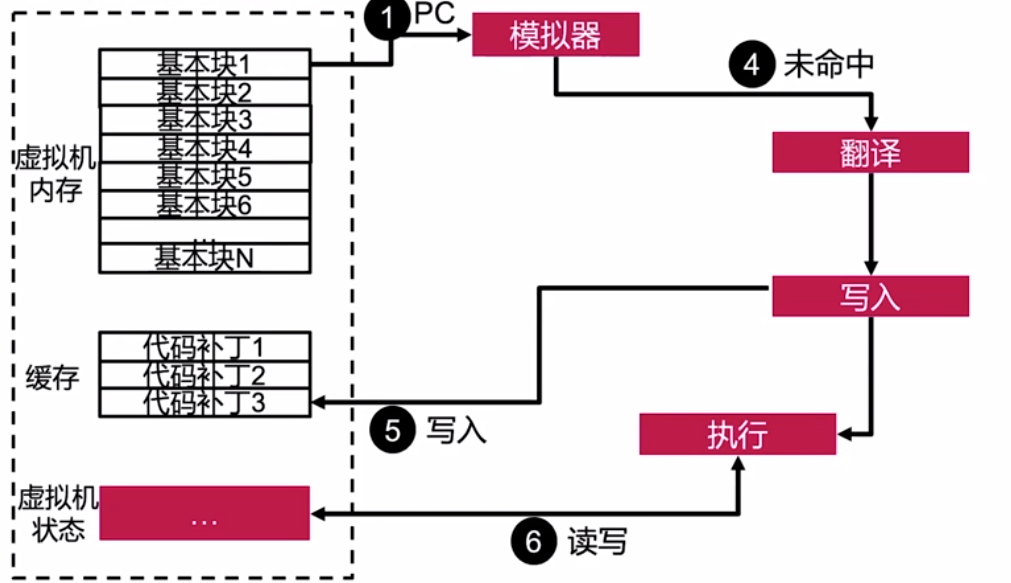 1 PC
模拟器
4 未命中
虚拟机
内存
基本块1
基本块2
基本块3
基本块4
基本块5
基本块6
...
基本块N
翻译
写入
缓存
代码补丁1
代码补丁2
代码补丁3
5 写入
执行
虚拟机
状态
...
6 读写